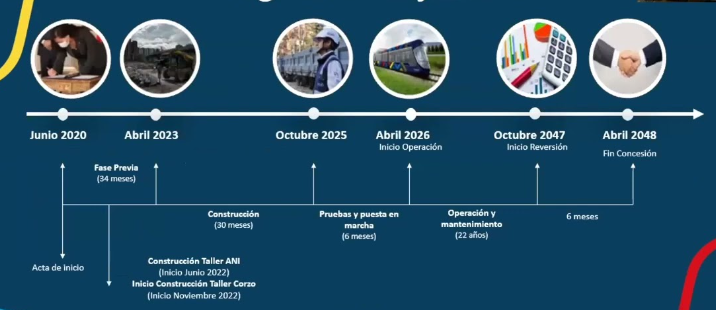 Junio 2020
Abril 2023
Octubre 2025
Abril 2026
Inicio Operación
Octubre 2047
Inicio Reversión
Abril 2048
Fin Concesión
Fase Previa
(34 meses)
Construcción
(30 meses)
Pruebas y puesta en
marcha
(6 meses)
Operación y
mantenimiento
(22 años)
6 meses
Acta de inicio
Construcción Taller ANI
(Inicio Junio 2022)
Inicio Construcción Taller Corzo
(Inicio Noviembre 2022)